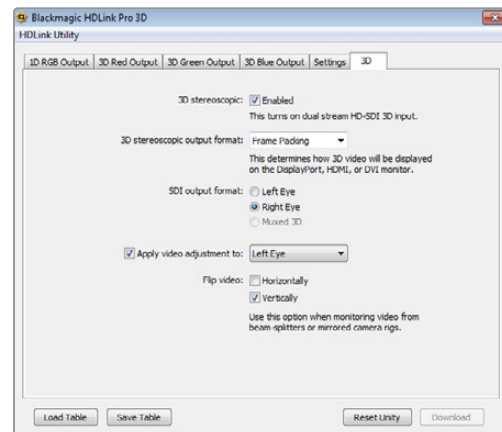 Blackmagic HDLink Pro 3D
HDLink Utility
1D RGB Output 3D Red Output 3D Green Output 3D Blue Output Settings 3D
3D stereoscopic: Enabled
This turns on dual stream HD-SDI 3D input.
3D stereoscopic output format: Frame Packing
This determines how 3D video will be displayed
on the DisplayPort, HDMI, or DVI monitor.
SDI output format: Left Eye
Right Eye
Muxed 3D
Apply video adjustment to: Left Eye
Flip video: Horizontally
Vertically
Use this option when monitoring video from
beam-splitters or mirrored camera rigs.
Load Table Save Table Reset Unity Download